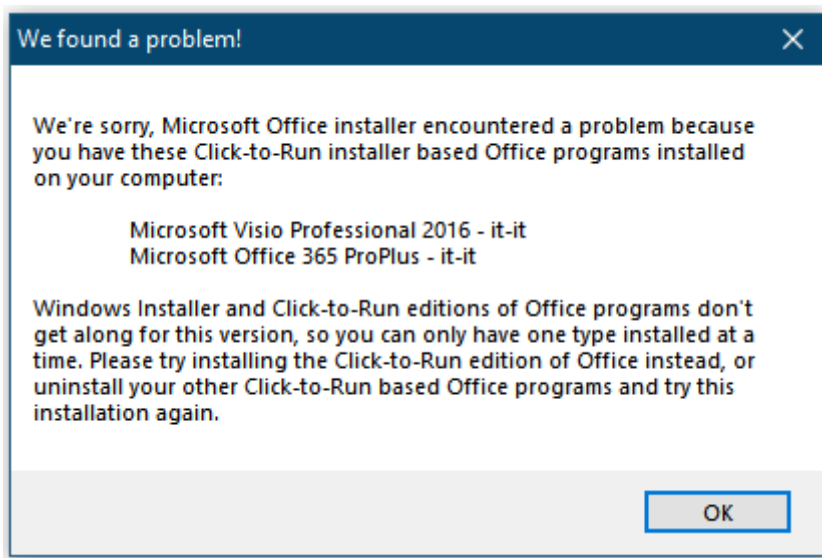 We found a problem!
We're sorry, Microsoft Office installer encountered a problem because
you have these Click-to-Run installer based Office programs installed
on your computer:
Microsoft Visio Professional 2016 - it-it
Microsoft Office 365 ProPlus - it-it
Windows Installer and Click-to-Run editions of Office programs don't
get along for this version, so you can only have one type installed at a
time. Please try installing the Click-to-Run edition of Office instead, or
uninstall your other Click-to-Run based Office programs and try this
installation again.
OK